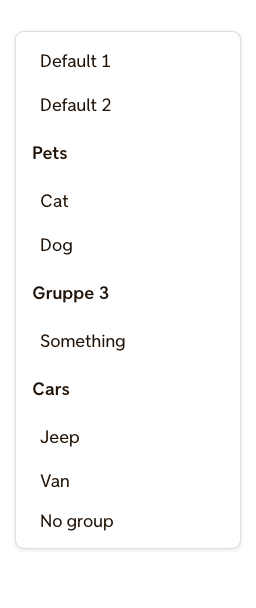 Default 1
Default 2
Pets
Cat
Dog
Gruppe 3
Something
Cars
Jeep
Van
No group